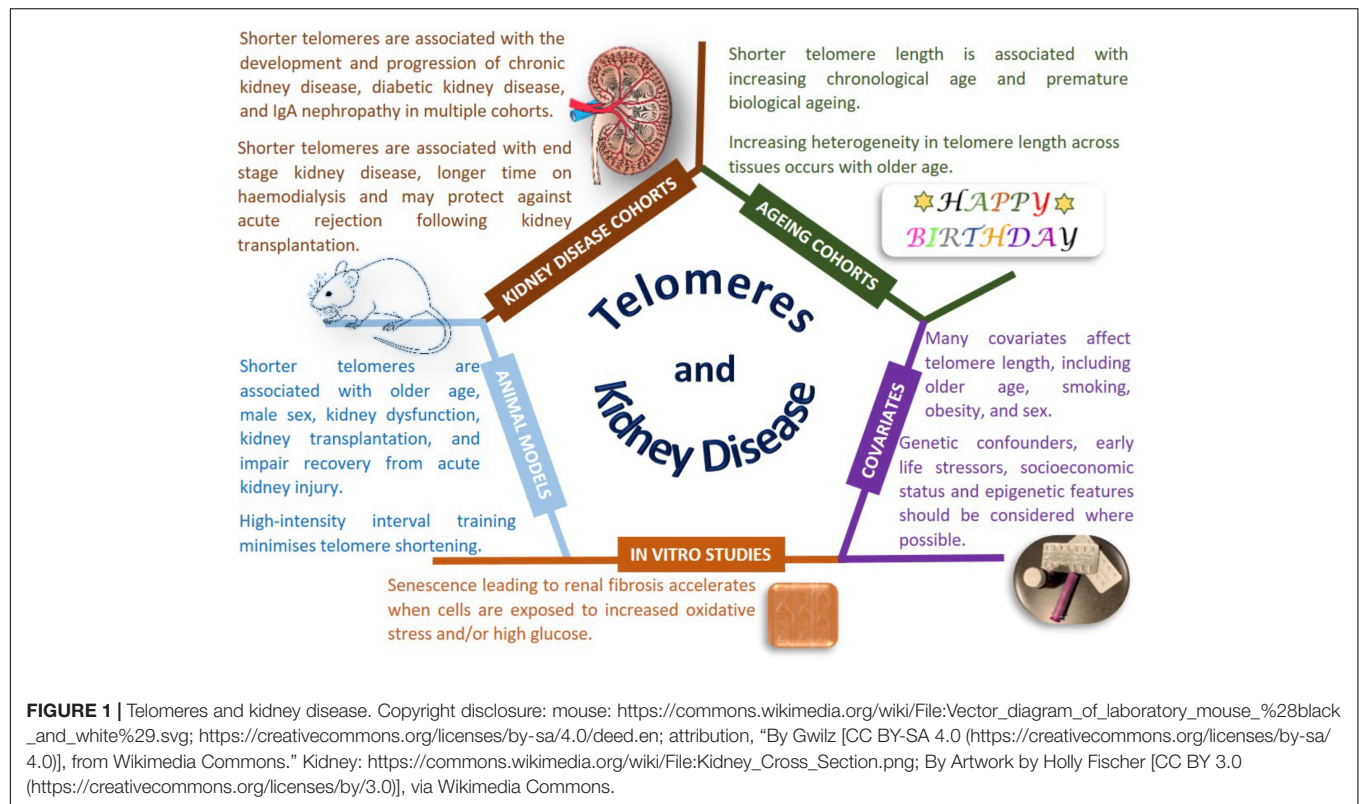 Shorter telomeres are associated with the
development and progression of chronic
kidney disease, diabetic kidney disease,
and IgA nephropathy in multiple cohorts.
Shorter telomeres are associated with end
stage kidney disease, longer time on
haemodialysis and may protect against
acute rejection following kidney
transplantation.
Shorter telomere length is associated with
increasing chronological age and premature
biological ageing.
Increasing heterogeneity in telomere length across
tissues occurs with older age.
HAPPY
BIRTHDAY
KIDNEY DISEASE COHORTS
AGEING COHORTS
Telomeres
and
Kidney Disease
ANIMAL MODELS
Shorter telomeres are
associated with older age,
male sex, kidney dysfunction,
kidney transplantation, and
impair recovery from acute
kidney injury.
High-intensity interval training
minimises telomere shortening.
COVARIATES
Many covariates affect
telomere length, including
older age, smoking,
obesity, and sex.
Genetic confounders, early
life stressors, socioeconomic
status and epigenetic features
should be considered where
possible.
IN VITRO STUDIES
Senescence leading to renal fibrosis accelerates
when cells are exposed to increased oxidative
stress and/or high glucose.
FIGURE 1 | Telomeres and kidney disease. Copyright disclosure: mouse: https://commons.wikimedia.org/wiki/File:Vector_diagram_of_laboratory_mouse_%28black
_and_white%29.svg; https://creativecommons.org/licenses/by-sa/4.0/deed.en; attribution, “By Gwilz [CC BY-SA 4.0 (https://creativecommons.org/licenses/by-sa/
4.0)], from Wikimedia Commons.” Kidney: https://commons.wikimedia.org/wiki/File:Kidney_Cross_Section.png; By Artwork by Holly Fischer [CC BY 3.0
(https://creativecommons.org/licenses/by/3.0)], via Wikimedia Commons.